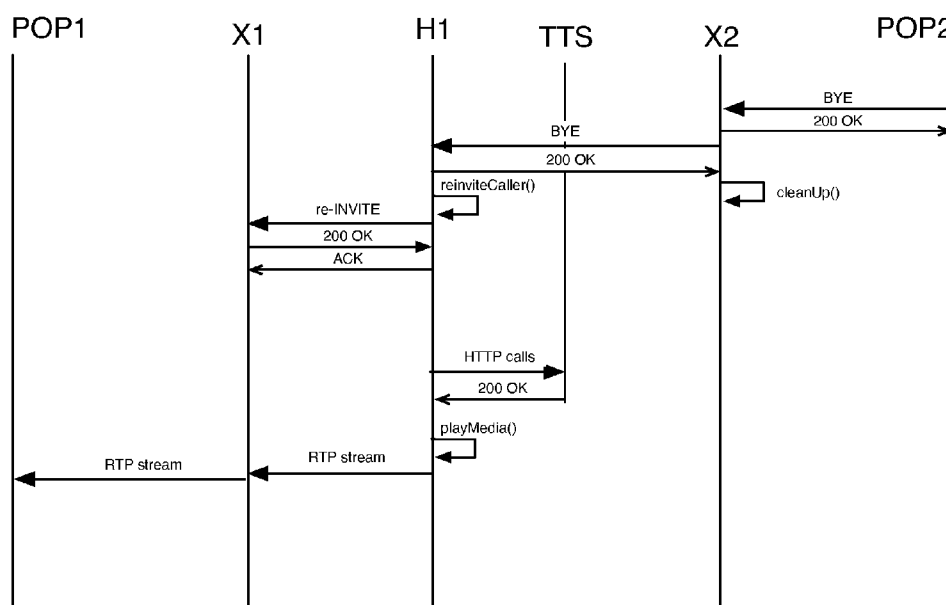 POP1 X1 H1 TTS X2 POP2
BYE
200 OK
BYE
200 OK
reinviteCaller()
cleanUp()
re-INVITE
200 OK
ACK
HTTP calls
200 OK
playMedia()
RTP stream
RTP stream